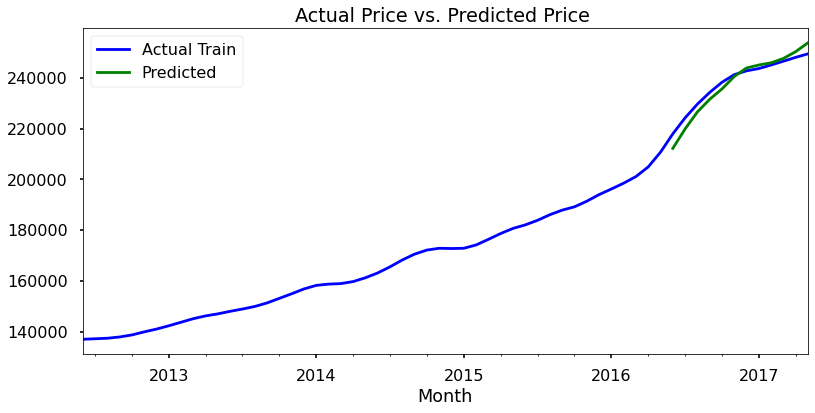 Actual Price vs. Predicted Price
Actual Train
Predicted
240000
220000
200000
180000
160000
140000
2013 2014 2015 2016 2017
Month